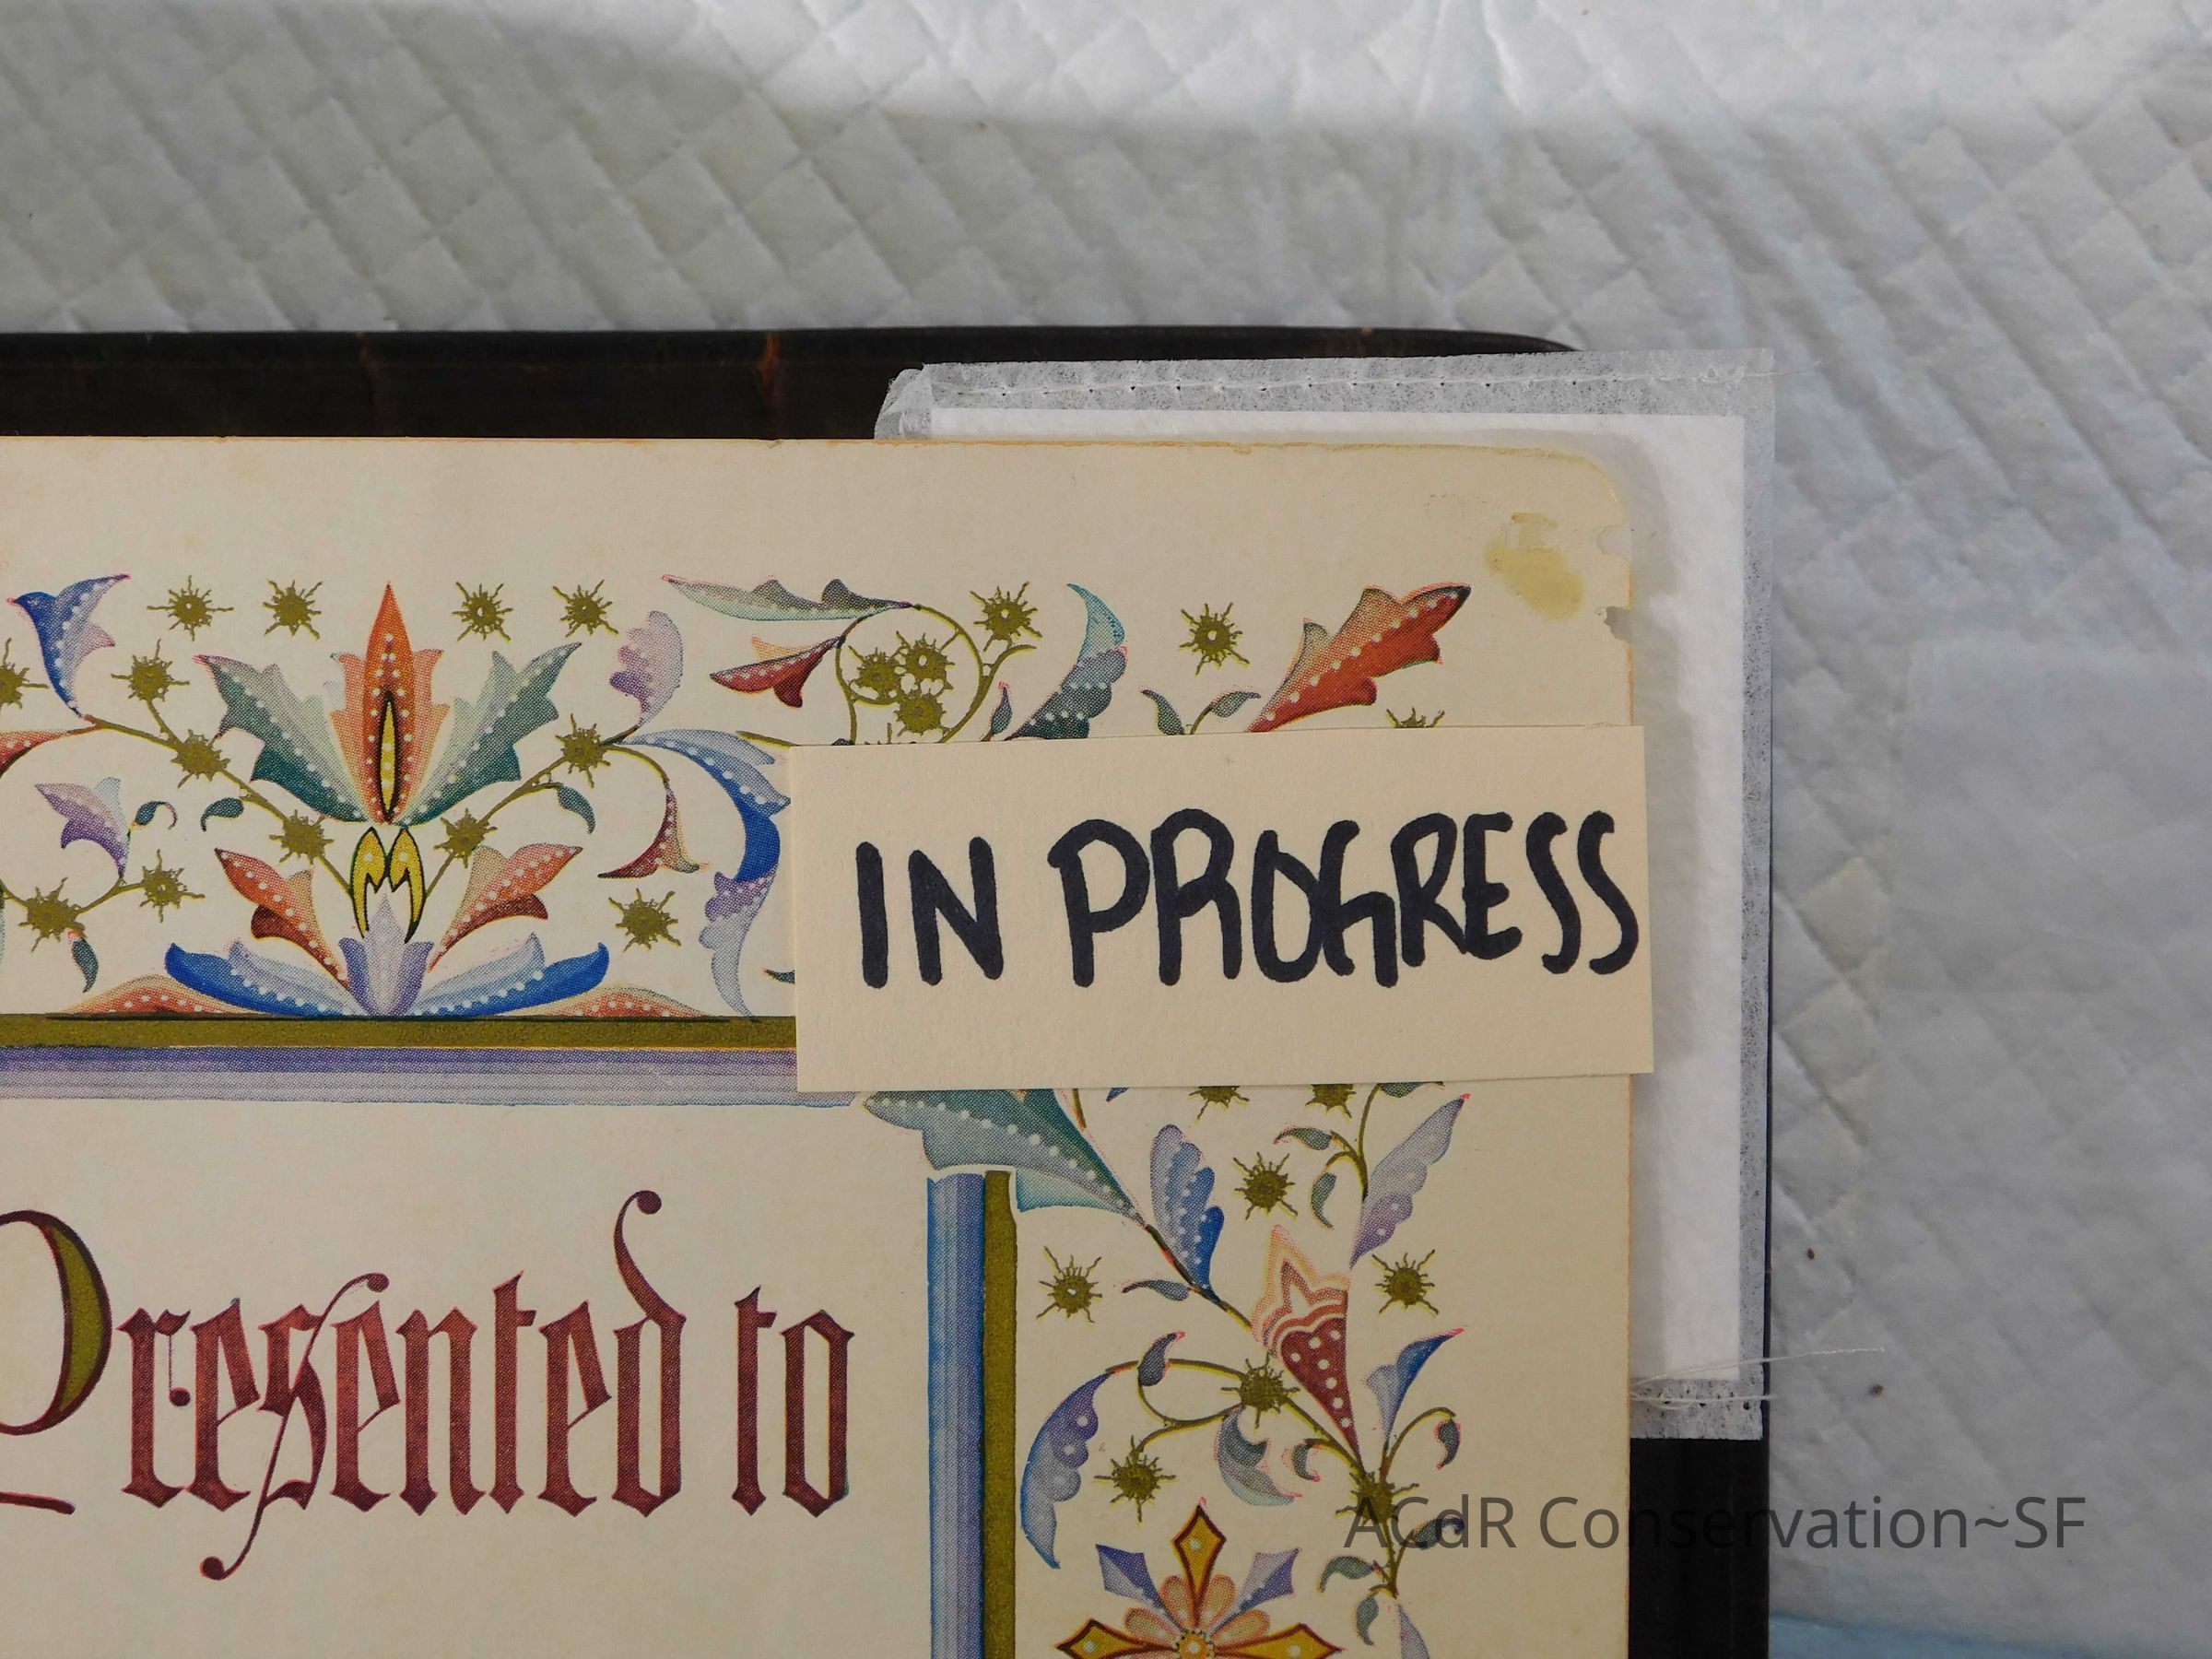 IN PROGRESS
Presented to
ACdR Conservation~SF